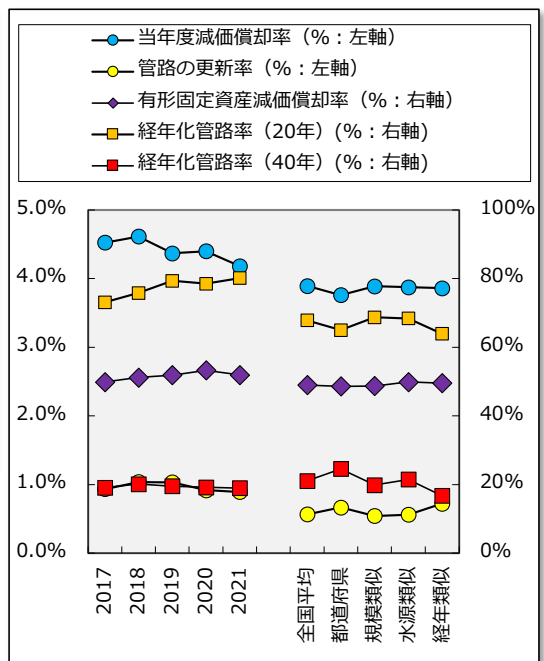 当年度減価償却率（%：左軸）
管路の更新率（%：左軸）
有形固定資産減価償却率（%：右軸）
経年化管路率（20年）(%：右軸)
経年化管路率（40年）(%：右軸)
5.0%
4.0%
3.0%
2.0%
1.0%
0.0%
100%
80%
60%
40%
20%
0%
2017
2018
2019
2020
2021
全国平均
都道府県
規模類似
水源類似
経年類似